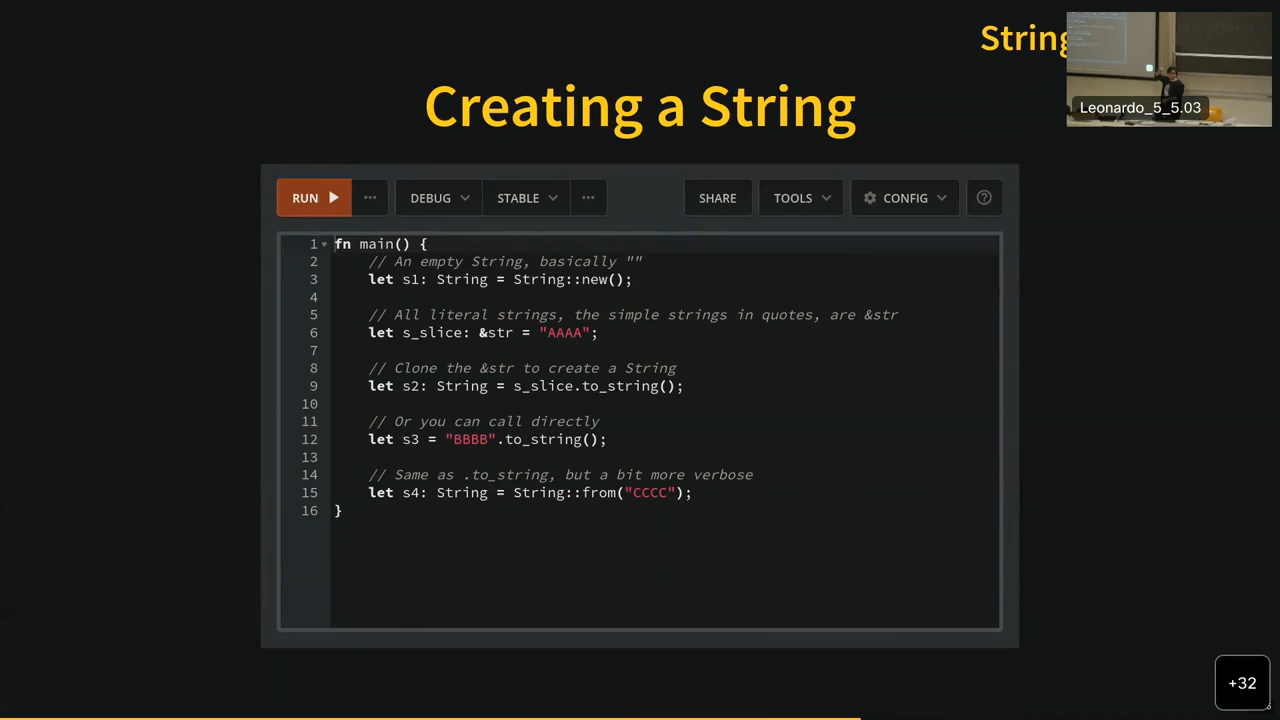 String
Leonardo_5_5.03
Creating a String
RUN ··· DEBUG STABLE ··· SHARE TOOLS CONFIG ?
1 fn main() {
2     // An empty String, basically ""
3     let s1: String = String::new();
4
5     // All literal strings, the simple strings in quotes, are &str
6     let s_slice: &str = "AAAA";
7
8     // Clone the &str to create a String
9     let s2: String = s_slice.to_string();
10
11     // Or you can call directly
12     let s3 = "BBBB".to_string();
13
14     // Same as .to_string, but a bit more verbose
15     let s4: String = String::from("CCCC");
16 }
+32